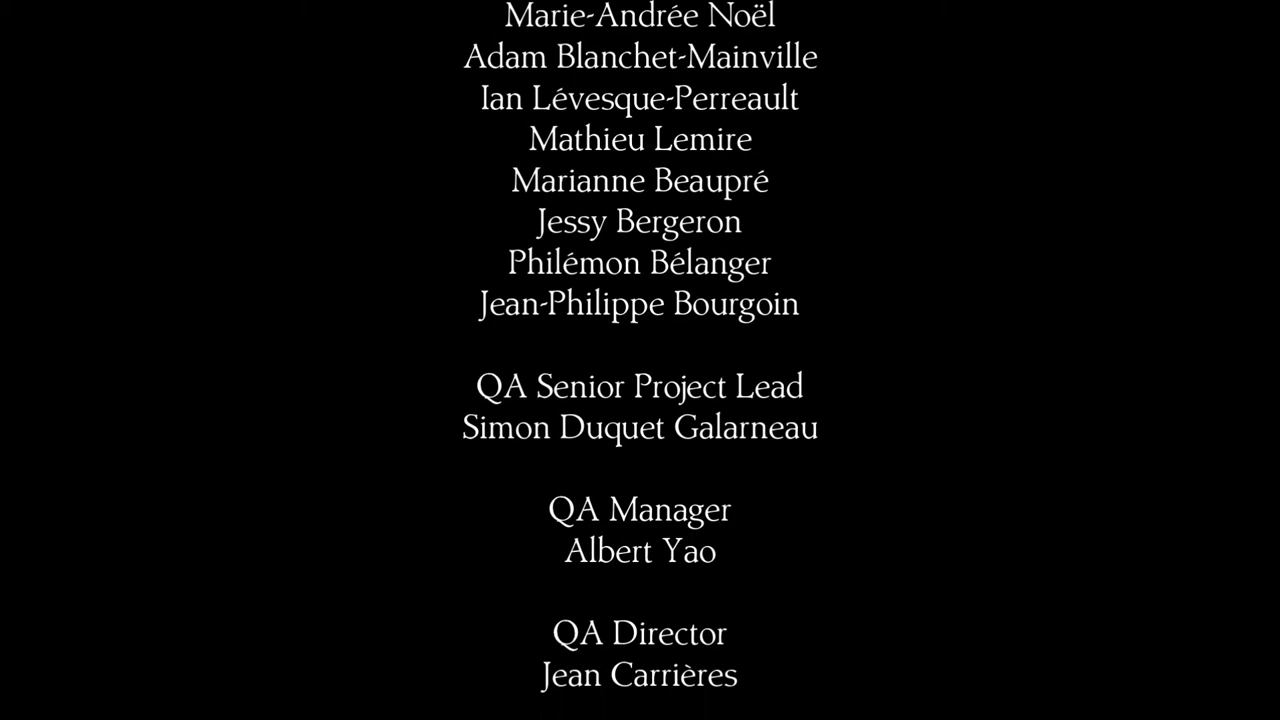 Marie-Andrée Noël
Adam Blanchet-Mainville
Ian Lévesque-Perreault
Mathieu Lemire
Marianne Beaupré
Jessy Bergeron
Philémon Bélanger
Jean-Philippe Bourgoin
QA Senior Project Lead
Simon Duquet Galarneau
QA Manager
Albert Yao
QA Director
Jean Carrières